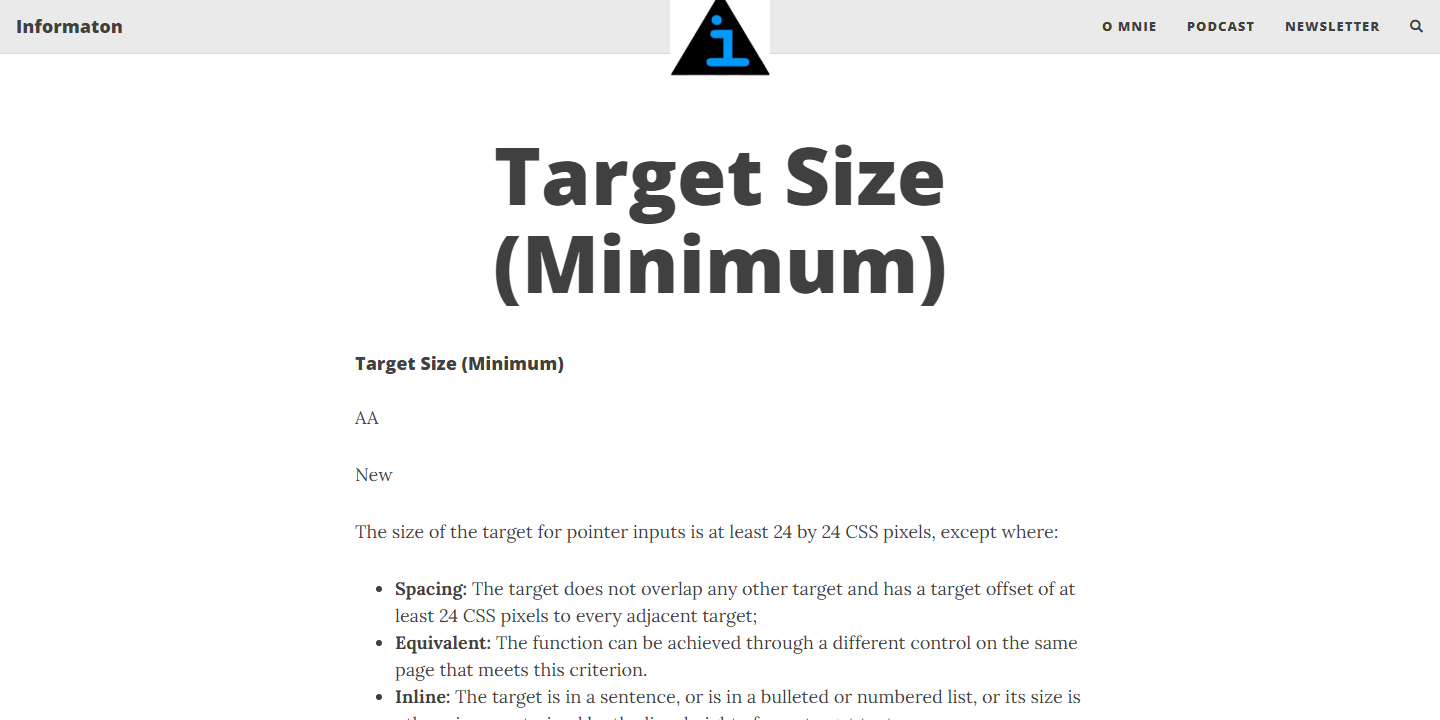 Informaton
i
O MNIE
PODCAST
NEWSLETTER
Target Size
(Minimum)
Target Size (Minimum)
AA
New
The size of the target for pointer inputs is at least 24 by 24 CSS pixels, except where:
Spacing: The target does not overlap any other target and has a target offset of at
least 24 CSS pixels to every adjacent target;
Equivalent: The function can be achieved through a different control on the same
page that meets this criterion.
Inline: The target is in a sentence, or is in a bulleted or numbered list, or its size is